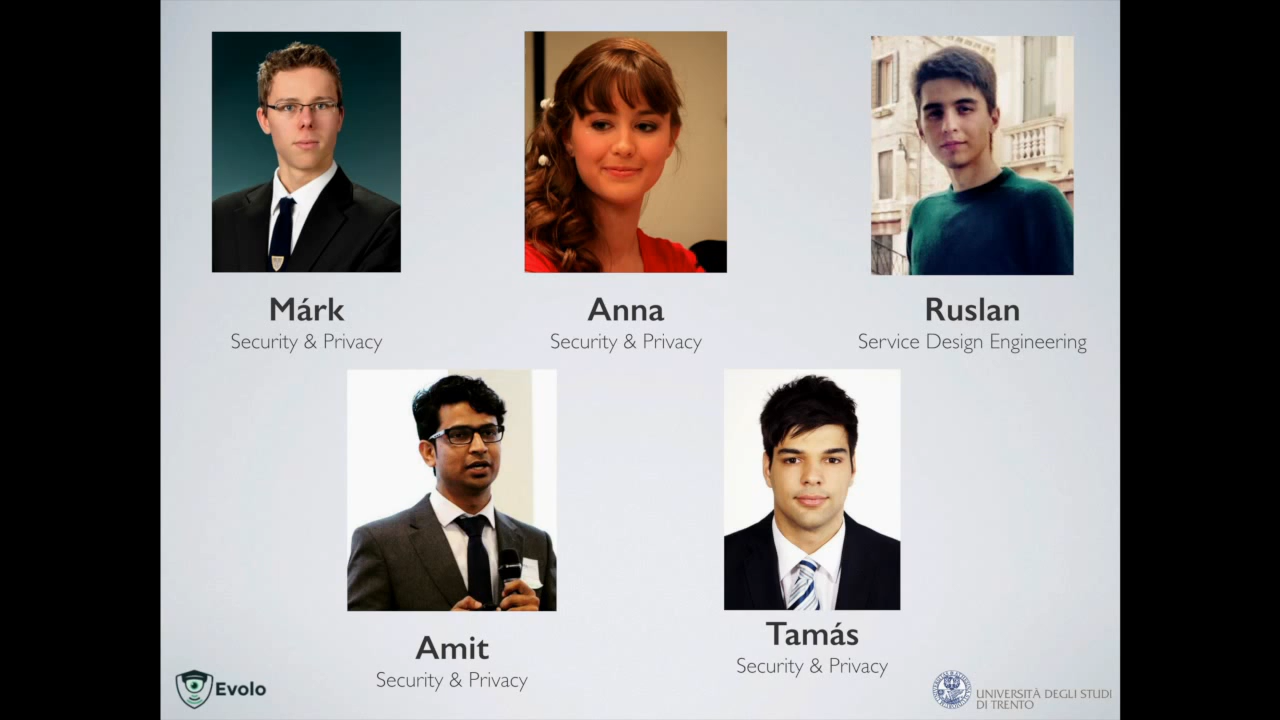 Márk
Security & Privacy
Anna
Security & Privacy
Ruslan
Service Design Engineering
Amit
Security & Privacy
Tamás
Security & Privacy
Evolo
UNIVERSITÀ DEGLI STUDI
DI TRENTO